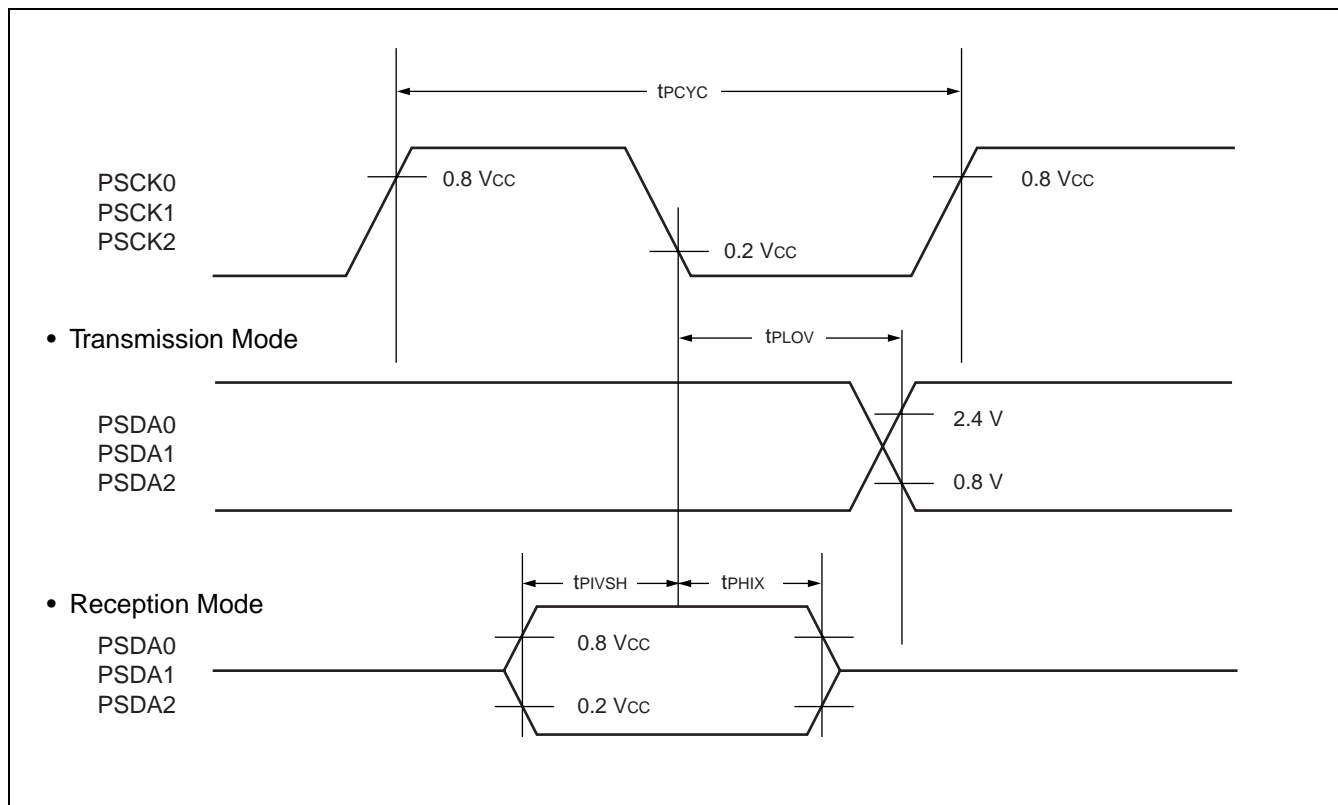 tPCYC
PSCK0
PSCK1
PSCK2
0.8 VCC
0.8 VCC
0.2 VCC
• Transmission Mode
tPLOV
PSDA0
PSDA1
PSDA2
2.4 V
0.8 V
tPIVSH
tPHIX
• Reception Mode
PSDA0
PSDA1
PSDA2
0.8 VCC
0.2 VCC